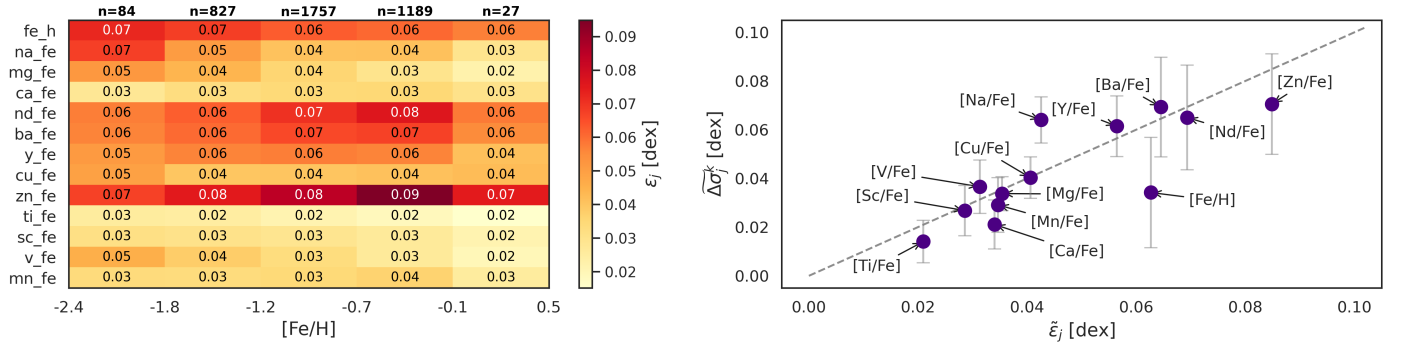 n=84 n=827 n=1757 n=1189 n=27
fe_h 0.07 0.07 0.06 0.06 0.06
na_fe 0.07 0.05 0.04 0.04 0.03
mg_fe 0.05 0.04 0.04 0.03 0.02
ca_fe 0.03 0.03 0.03 0.03 0.03
nd_fe 0.06 0.06 0.07 0.08 0.06
ba_fe 0.06 0.06 0.07 0.07 0.06
y_fe 0.05 0.06 0.06 0.06 0.04
cu_fe 0.05 0.04 0.04 0.04 0.04
zn_fe 0.07 0.08 0.08 0.09 0.07
ti_fe 0.03 0.02 0.02 0.02 0.02
sc_fe 0.03 0.03 0.03 0.03 0.02
v_fe 0.05 0.04 0.03 0.03 0.02
mn_fe 0.03 0.03 0.03 0.04 0.03
-2.4 -1.8 -1.2 -0.7 -0.1 0.5
[Fe/H]
0.09
0.08
0.07
0.06
0.05
0.04
0.03
0.02
ε_j [dex]
0.10
0.08
0.06
0.04
0.02
0.00
\widetilde{Δσ}_j^k [dex]
[Zn/Fe]
[Ba/Fe]
[Na/Fe]
[Y/Fe]
[Nd/Fe]
[Cu/Fe]
[V/Fe]
[Sc/Fe]
[Mg/Fe]
[Fe/H]
[Mn/Fe]
[Ca/Fe]
[Ti/Fe]
0.00 0.02 0.04 0.06 0.08 0.10
ε̃_j [dex]